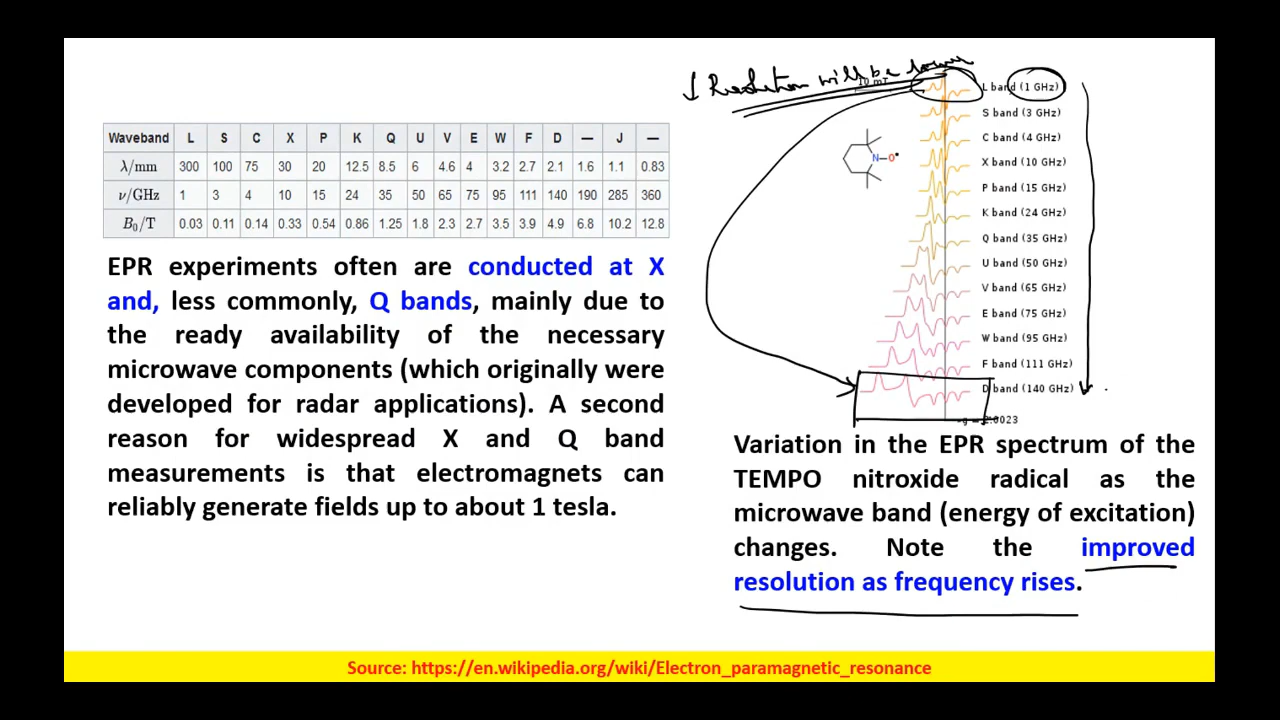 ↓ Resolution will be lower
10 mT
L band (1 GHz)
S band (3 GHz)
C band (4 GHz)
X band (10 GHz)
P band (15 GHz)
K band (24 GHz)
Q band (35 GHz)
U band (50 GHz)
V band (65 GHz)
E band (75 GHz)
W band (95 GHz)
F band (111 GHz)
D band (140 GHz)
g = 2.0023
N–O•
Waveband L S C X P K Q U V E W F D — J —
λ/mm 300 100 75 30 20 12.5 8.5 6 4.6 4 3.2 2.7 2.1 1.6 1.1 0.83
ν/GHz 1 3 4 10 15 24 35 50 65 75 95 111 140 190 285 360
B₀/T 0.03 0.11 0.14 0.33 0.54 0.86 1.25 1.8 2.3 2.7 3.5 3.9 4.9 6.8 10.2 12.8
EPR experiments often are conducted at X
and, less commonly, Q bands, mainly due to
the ready availability of the necessary
microwave components (which originally were
developed for radar applications). A second
reason for widespread X and Q band
measurements is that electromagnets can
reliably generate fields up to about 1 tesla.
Variation in the EPR spectrum of the
TEMPO nitroxide radical as the
microwave band (energy of excitation)
changes. Note the improved
resolution as frequency rises.
Source: https://en.wikipedia.org/wiki/Electron_paramagnetic_resonance